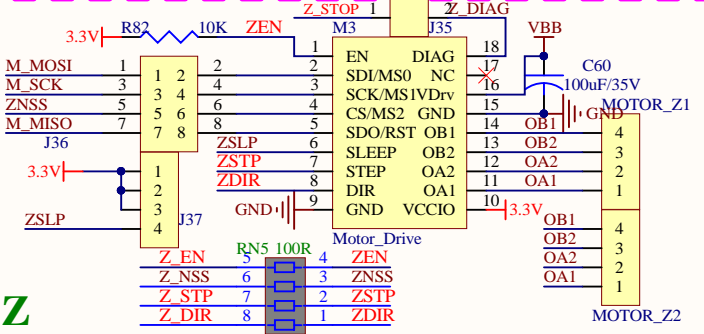 Z_STOP 1 2 Z_DIAG
R82 10K ZEN M3 J35 VBB
3.3V
1 EN DIAG 18
M_MOSI 1 1 2 2 2 SDI/MS0 NC 17
M_SCK 3 3 4 4 3 SCK/MS1 VDrv 16
ZNSS 5 5 6 6 4 CS/MS2 GND 15 GND
M_MISO 7 7 8 8 5 SDO/RST OB1 14 OB1
C60
100uF/35V
MOTOR_Z1
J36
ZSLP 6 SLEEP OB2 13 OB2
ZSTP 7 STEP OA2 12 OA2
ZDIR 8 DIR OA1 11 OA1
GND 9 GND VCCIO 10 3.3V
4
3
2
1
3.3V 1
2
3
ZSLP 4
J37
Motor_Drive
OB1 4
OB2 3
OA2 2
OA1 1
MOTOR_Z2
RN5 100R
Z_EN 5 4 ZEN
Z_NSS 6 3 ZNSS
Z_STP 7 2 ZSTP
Z_DIR 8 1 ZDIR
Z